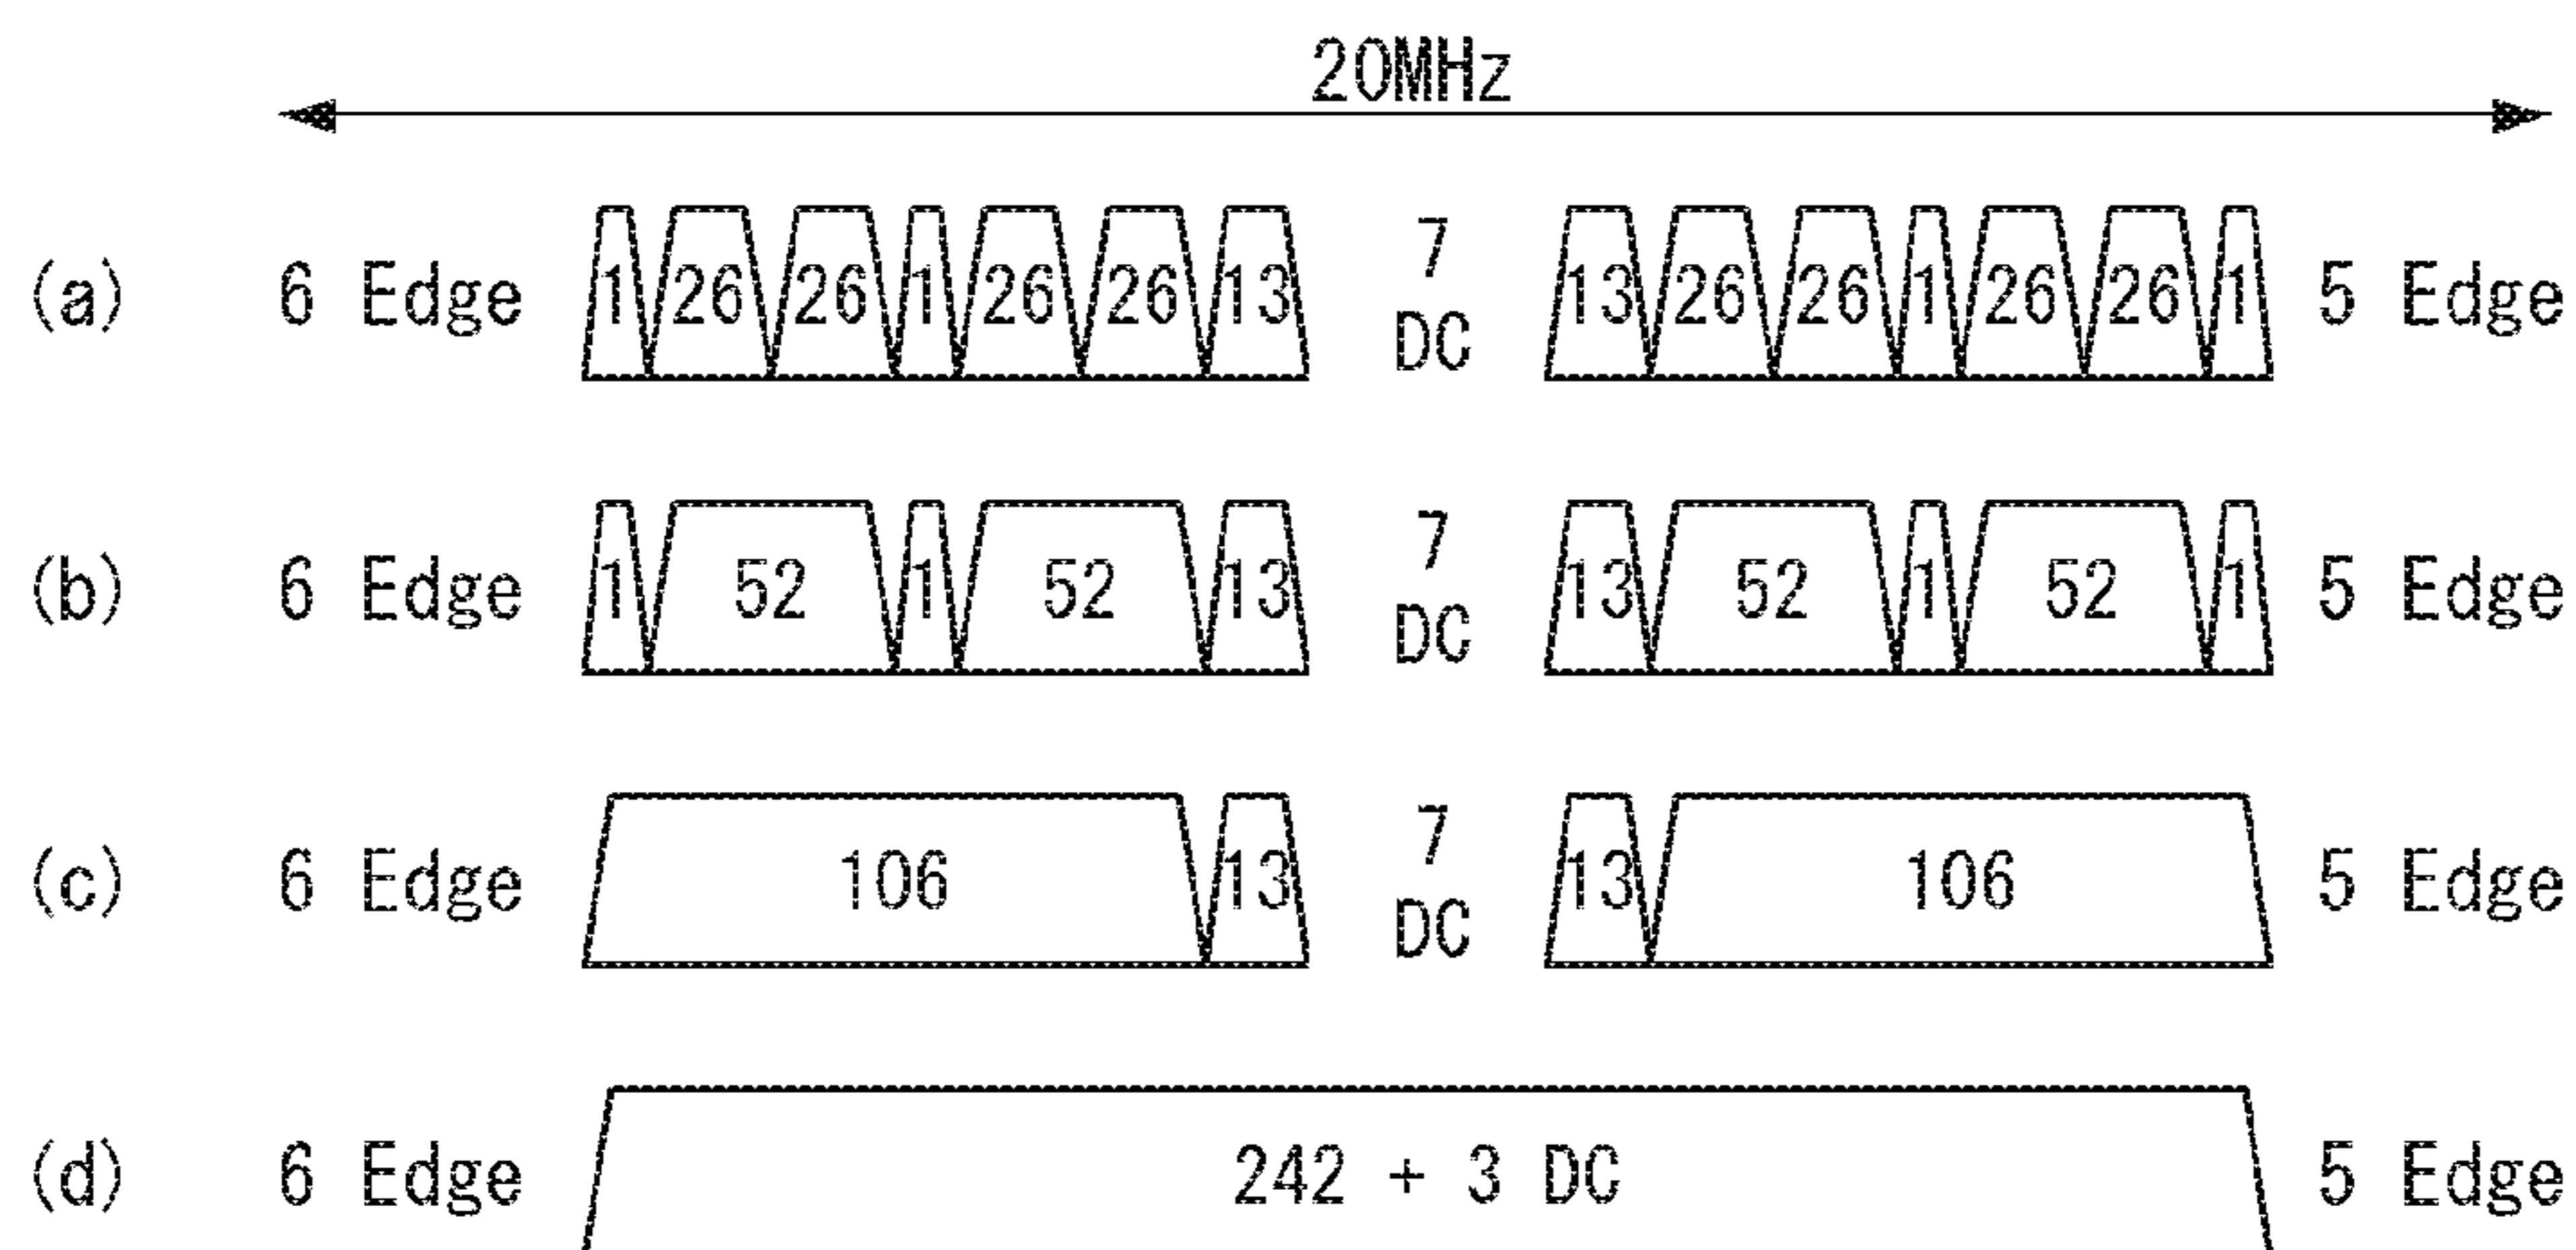 20MHz
(a) 6 Edge 1 26 26 1 26 26 13 7 DC 13 26 26 1 26 26 1 5 Edge
(b) 6 Edge 1 52 1 52 13 7 DC 13 52 1 52 1 5 Edge
(c) 6 Edge 106 13 7 DC 13 106 5 Edge
(d) 6 Edge 242 + 3 DC 5 Edge